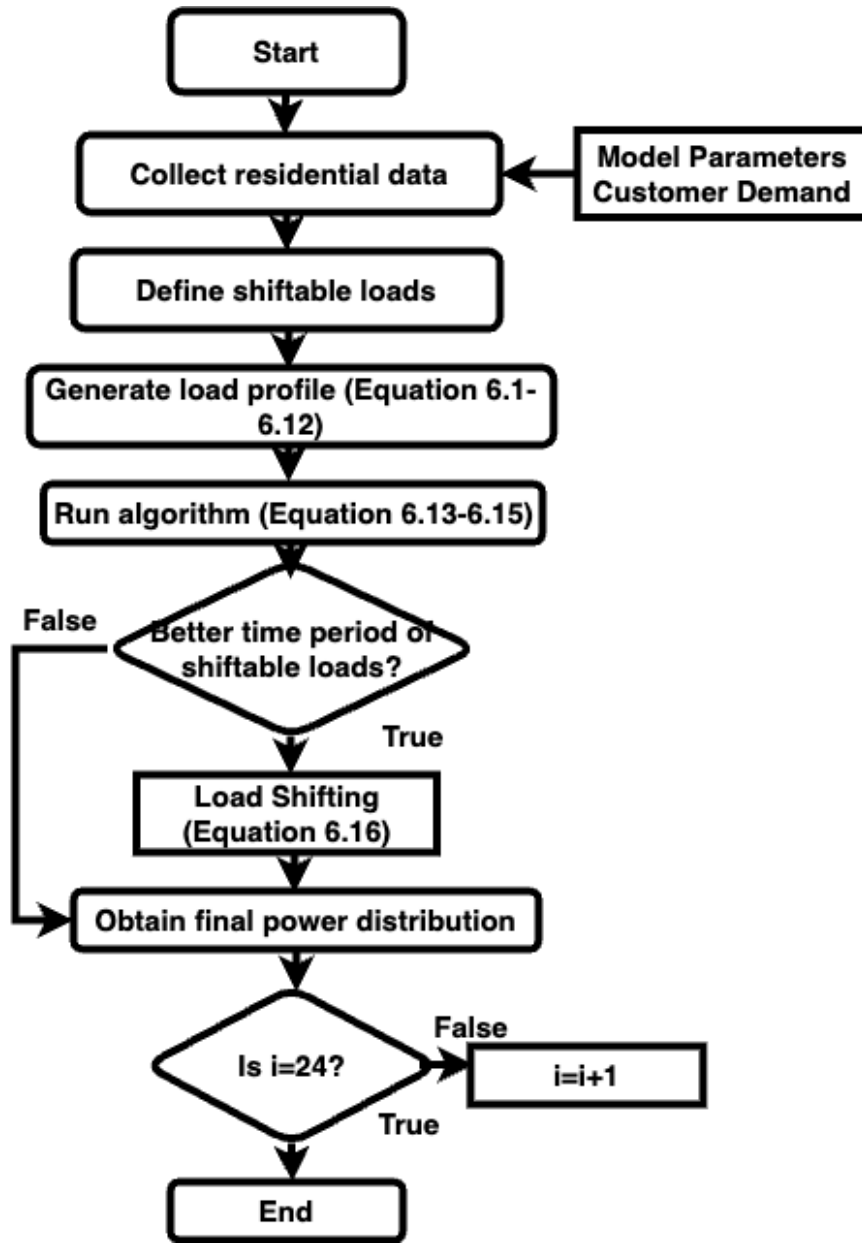 Start
Collect residential data
Model Parameters
Customer Demand
Define shiftable loads
Generate load profile (Equation 6.1-
6.12)
Run algorithm (Equation 6.13-6.15)
False
Better time period of
shiftable loads?
True
Load Shifting
(Equation 6.16)
Obtain final power distribution
Is i=24?
False
i=i+1
True
End